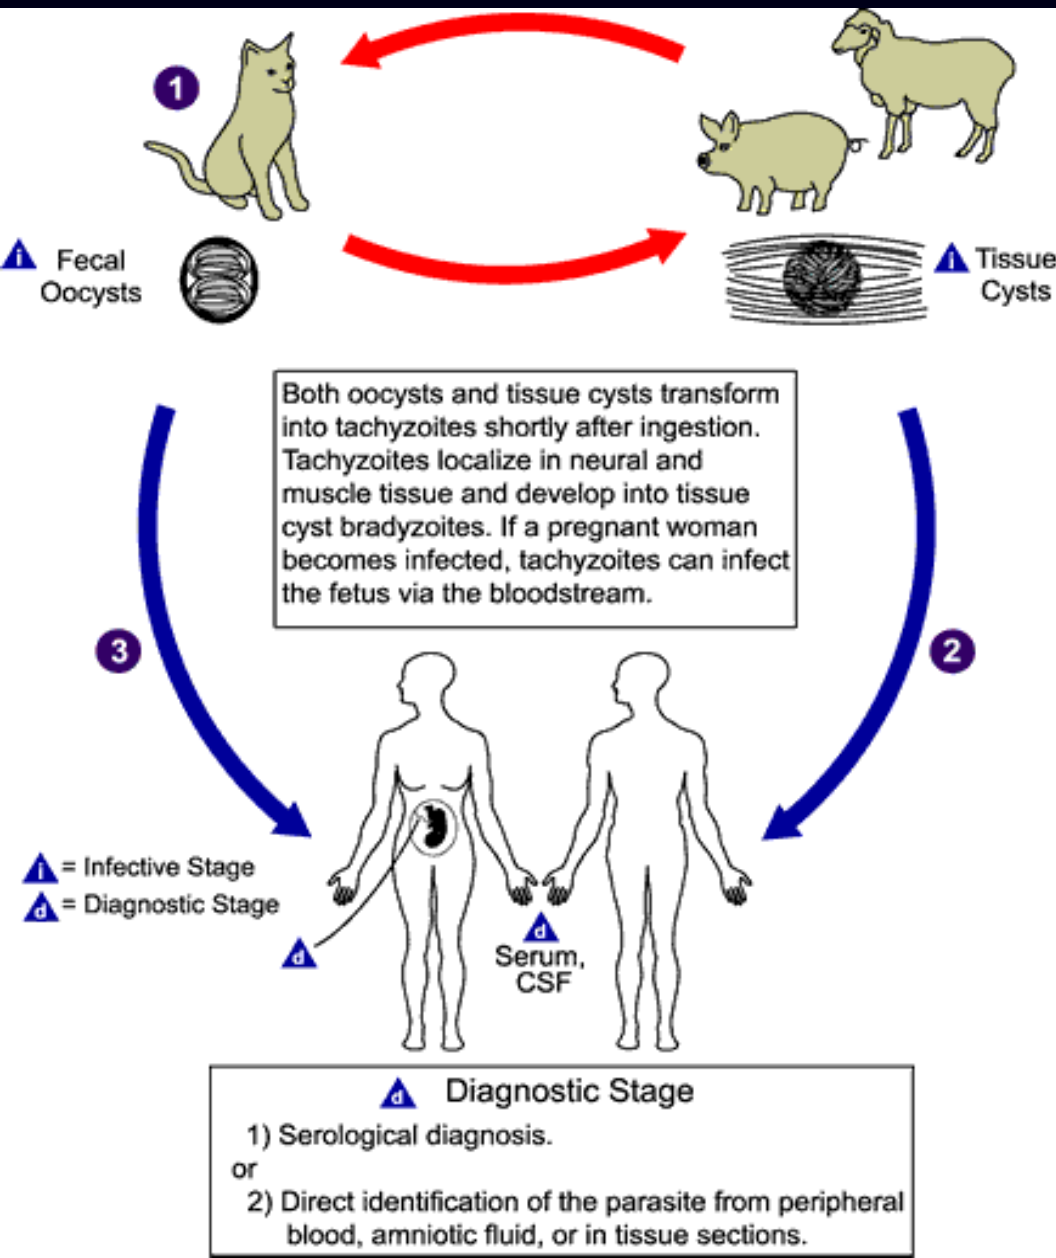 1
i Fecal
Oocysts
i Tissue
Cysts
Both oocysts and tissue cysts transform
into tachyzoites shortly after ingestion.
Tachyzoites localize in neural and
muscle tissue and develop into tissue
cyst bradyzoites. If a pregnant woman
becomes infected, tachyzoites can infect
the fetus via the bloodstream.
3
2
i = Infective Stage
d = Diagnostic Stage
d
d
Serum,
CSF
d Diagnostic Stage
1) Serological diagnosis.
or
2) Direct identification of the parasite from peripheral
blood, amniotic fluid, or in tissue sections.